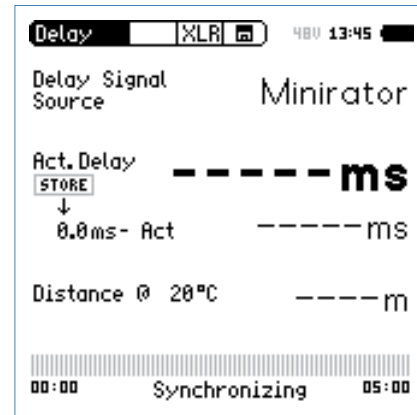 Delay XLR 48V 13:45
Delay Signal
Source
Minirator
Act. Delay
-----ms
STORE
0.0ms- Act
-----ms
Distance @ 20°C
----m
00:00 Synchronizing 05:00